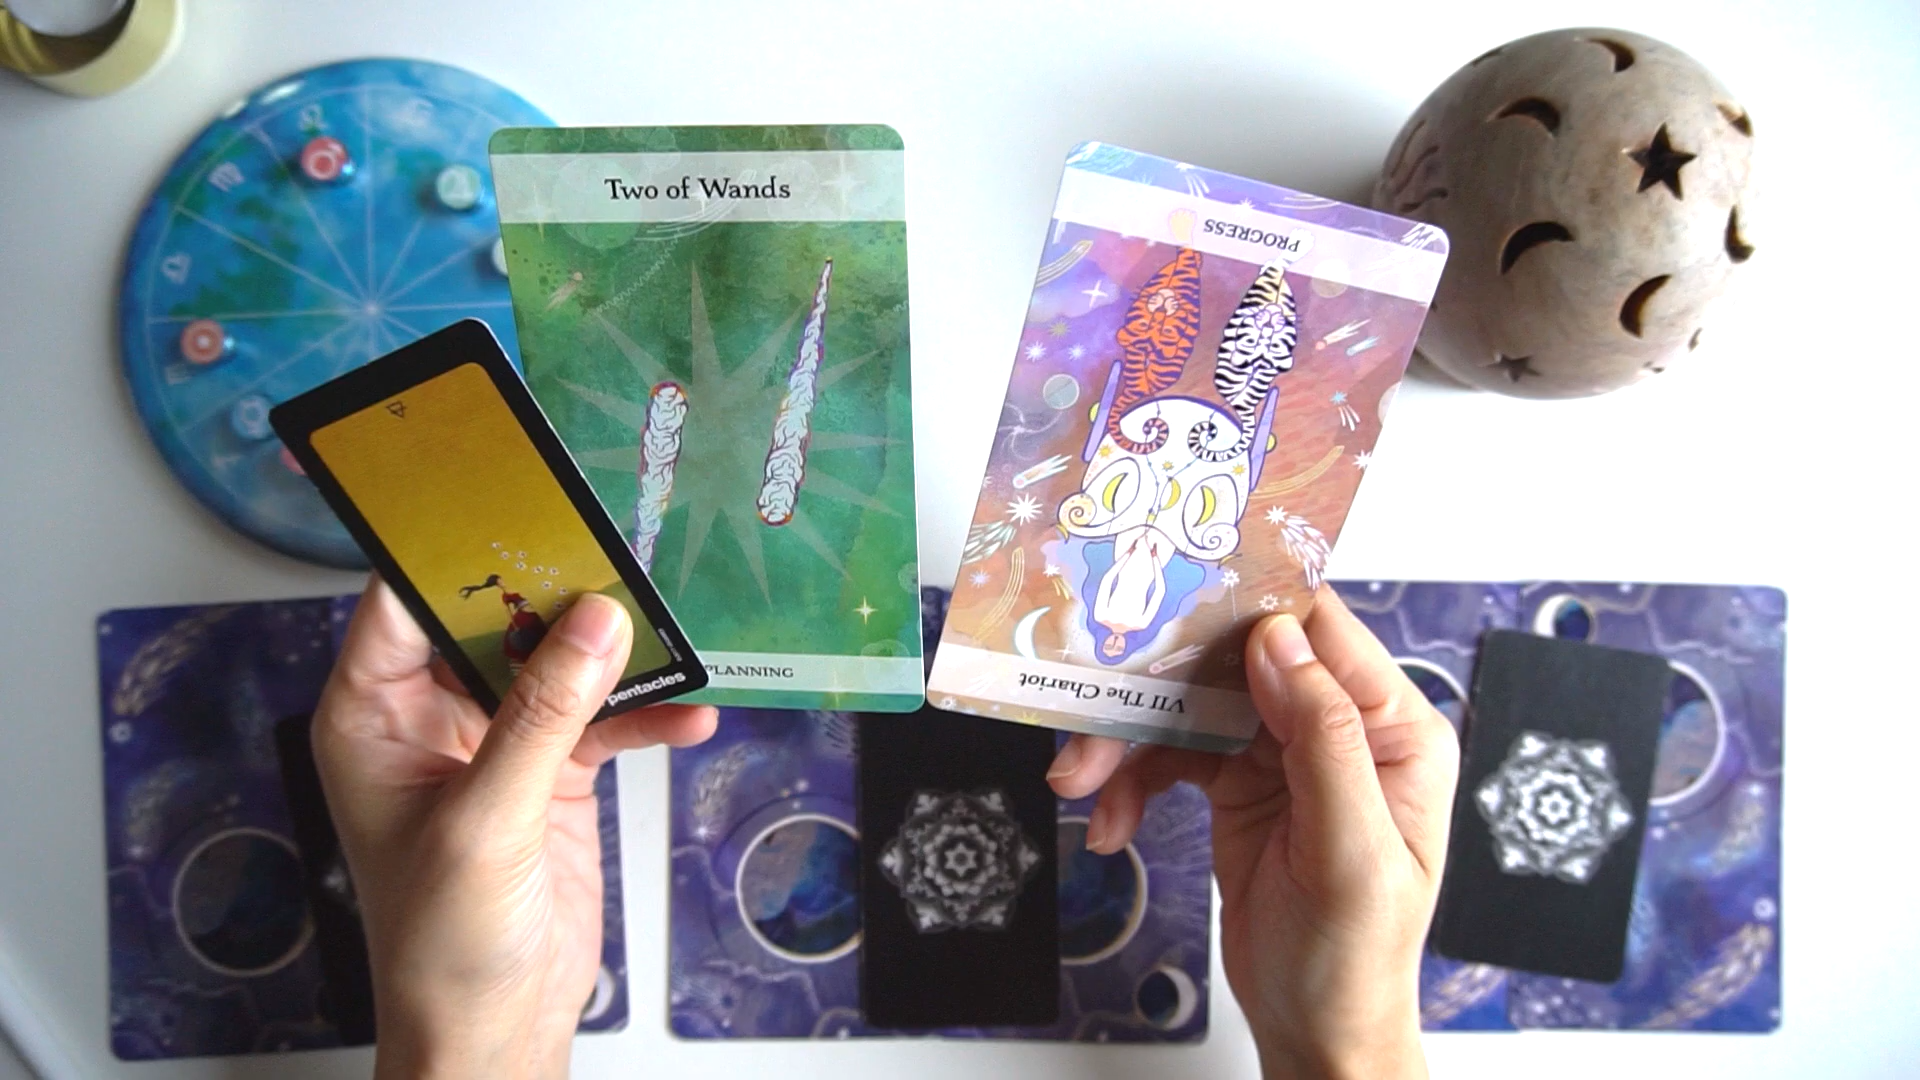 Two of Wands
PLANNING
PROGRESS
VII The Chariot
pentacles